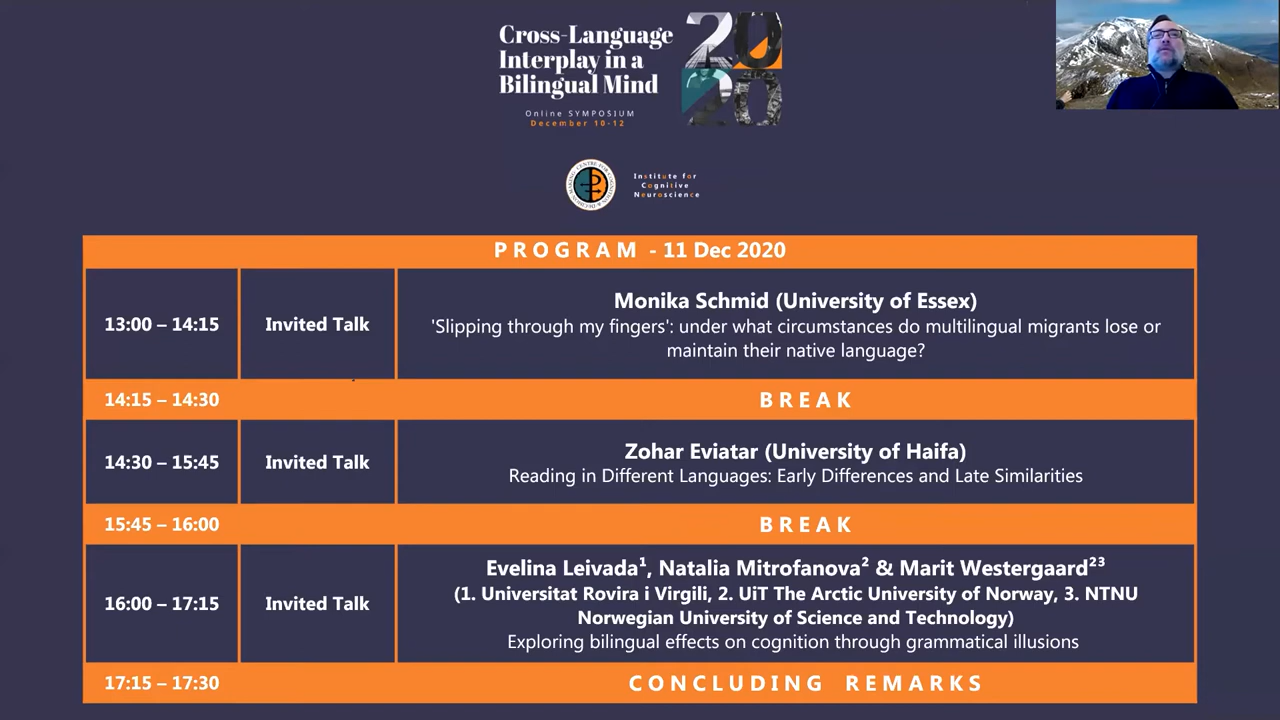 Cross-Language
Interplay in a
Bilingual Mind
2020
Online SYMPOSIUM
December 10-12
Institute for
Cognitive
Neuroscience
PROGRAM - 11 Dec 2020
13:00 – 14:15
Invited Talk
Monika Schmid (University of Essex)
'Slipping through my fingers': under what circumstances do multilingual migrants lose or
maintain their native language?
14:15 – 14:30
BREAK
14:30 – 15:45
Invited Talk
Zohar Eviatar (University of Haifa)
Reading in Different Languages: Early Differences and Late Similarities
15:45 – 16:00
BREAK
16:00 – 17:15
Invited Talk
Evelina Leivada¹, Natalia Mitrofanova² & Marit Westergaard²³
(1. Universitat Rovira i Virgili, 2. UiT The Arctic University of Norway, 3. NTNU
Norwegian University of Science and Technology)
Exploring bilingual effects on cognition through grammatical illusions
17:15 – 17:30
CONCLUDING REMARKS